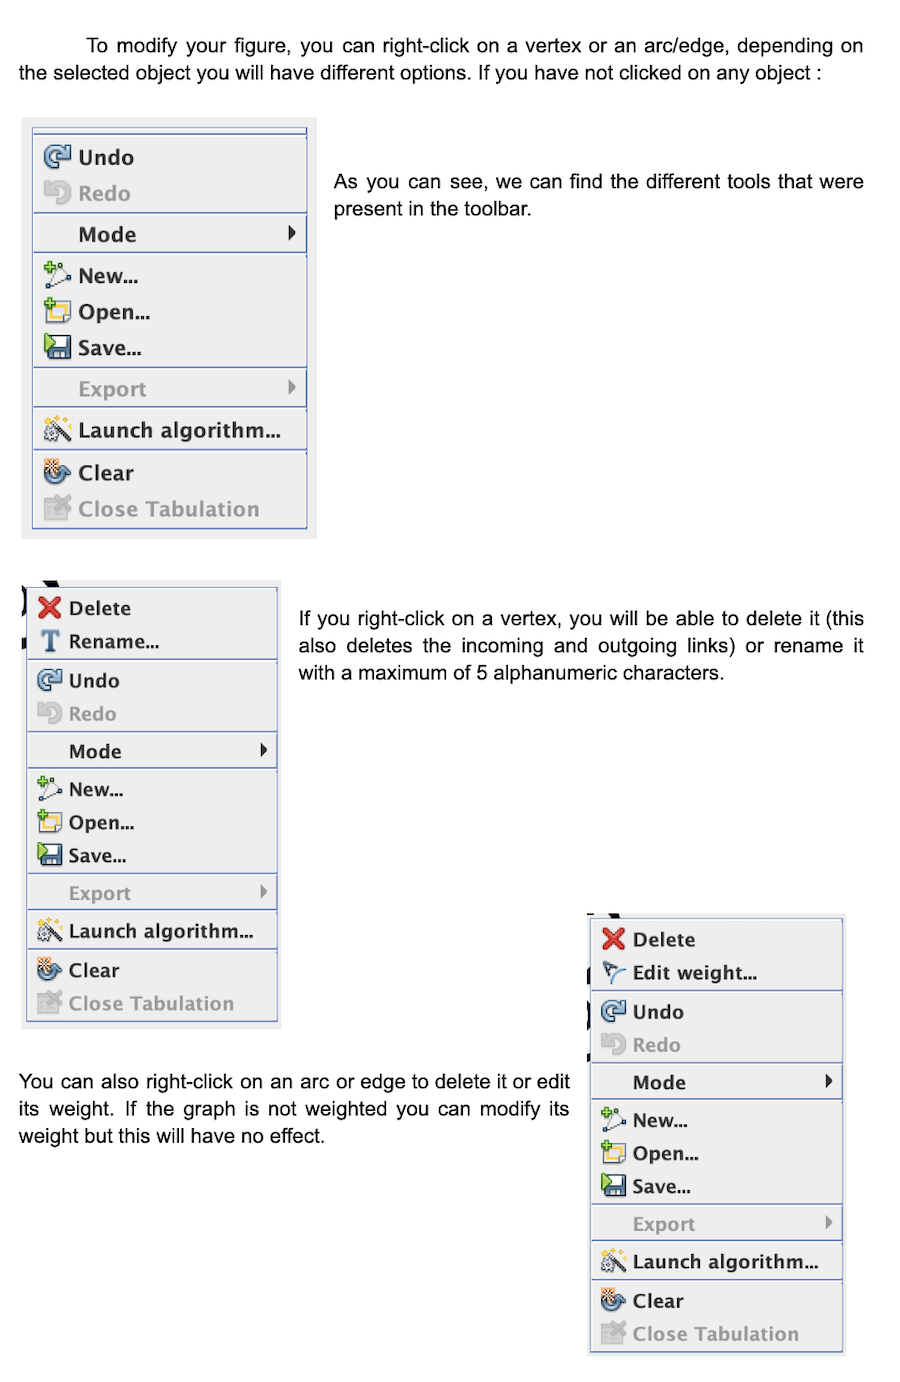 To modify your figure, you can right-click on a vertex or an arc/edge, depending on
the selected object you will have different options. If you have not clicked on any object :
Undo
Redo
Mode
New...
Open...
Save...
Export
Launch algorithm...
Clear
Close Tabulation
As you can see, we can find the different tools that were
present in the toolbar.
Delete
Rename...
Undo
Redo
Mode
New...
Open...
Save...
Export
Launch algorithm...
Clear
Close Tabulation
If you right-click on a vertex, you will be able to delete it (this
also deletes the incoming and outgoing links) or rename it
with a maximum of 5 alphanumeric characters.
You can also right-click on an arc or edge to delete it or edit
its weight. If the graph is not weighted you can modify its
weight but this will have no effect.
Delete
Edit weight...
Undo
Redo
Mode
New...
Open...
Save...
Export
Launch algorithm...
Clear
Close Tabulation